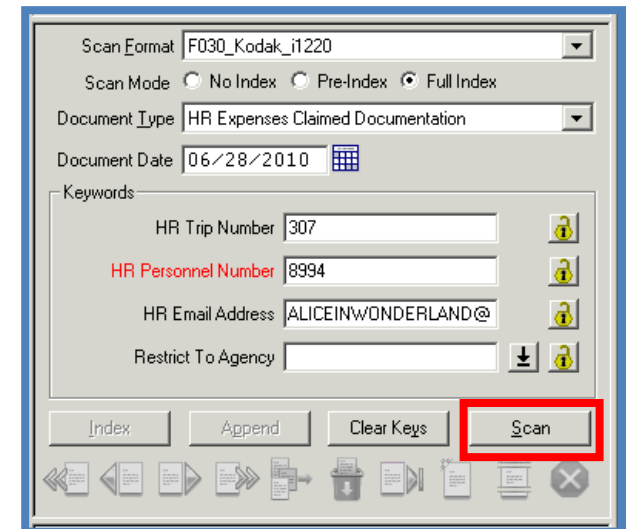 Scan Format F030_Kodak_i1220
Scan Mode No Index Pre-Index Full Index
Document Type HR Expenses Claimed Documentation
Document Date 06/28/2010
Keywords
HR Trip Number 307
HR Personnel Number 8994
HR Email Address ALICEINWONDERLAND@
Restrict To Agency
Index Append Clear Keys Scan